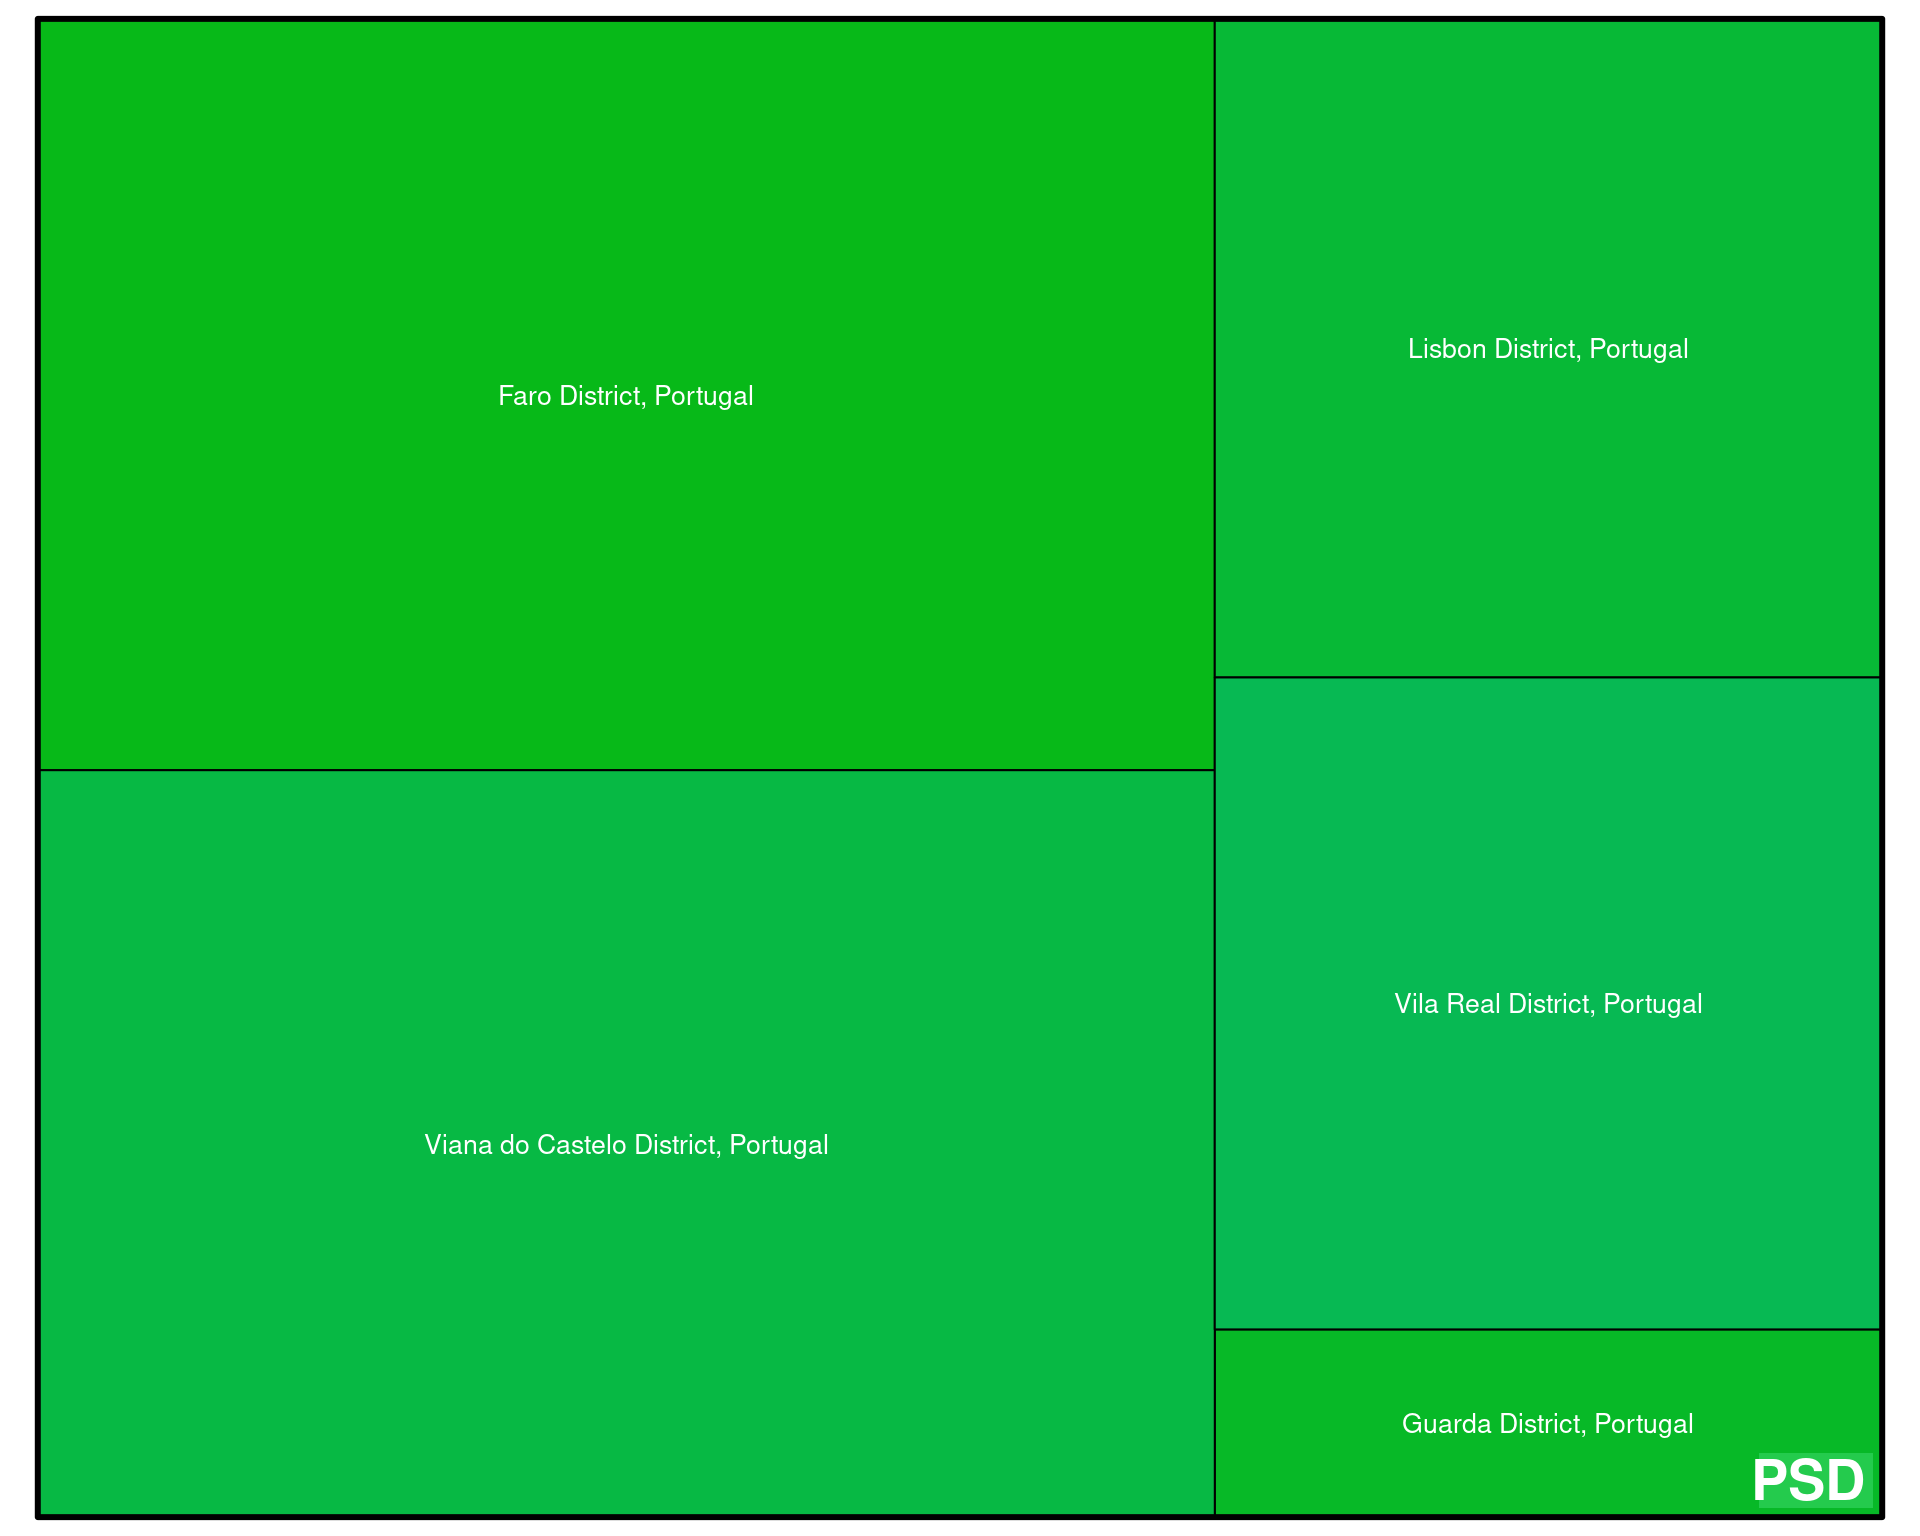 Faro District, Portugal
Lisbon District, Portugal
Viana do Castelo District, Portugal
Vila Real District, Portugal
Guarda District, Portugal
PSD